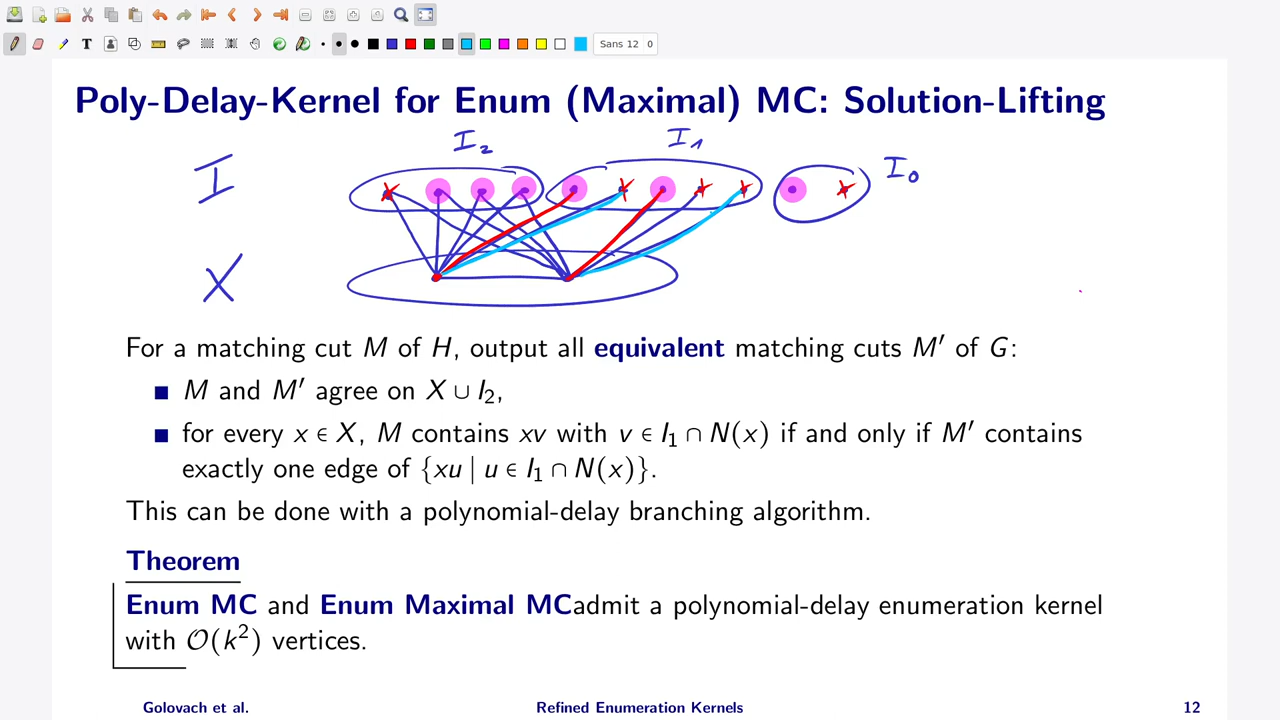 Sans 12 0
Poly-Delay-Kernel for Enum (Maximal) MC: Solution-Lifting
I₂
I₁
I₀
I
X
For a matching cut M of H, output all equivalent matching cuts M′ of G:
M and M′ agree on X ∪ I₂,
for every x ∈ X, M contains xv with v ∈ I₁ ∩ N(x) if and only if M′ contains
exactly one edge of {xu | u ∈ I₁ ∩ N(x)}.
This can be done with a polynomial-delay branching algorithm.
Theorem
Enum MC and Enum Maximal MCadmit a polynomial-delay enumeration kernel
with O(k²) vertices.
Golovach et al.
Refined Enumeration Kernels
12